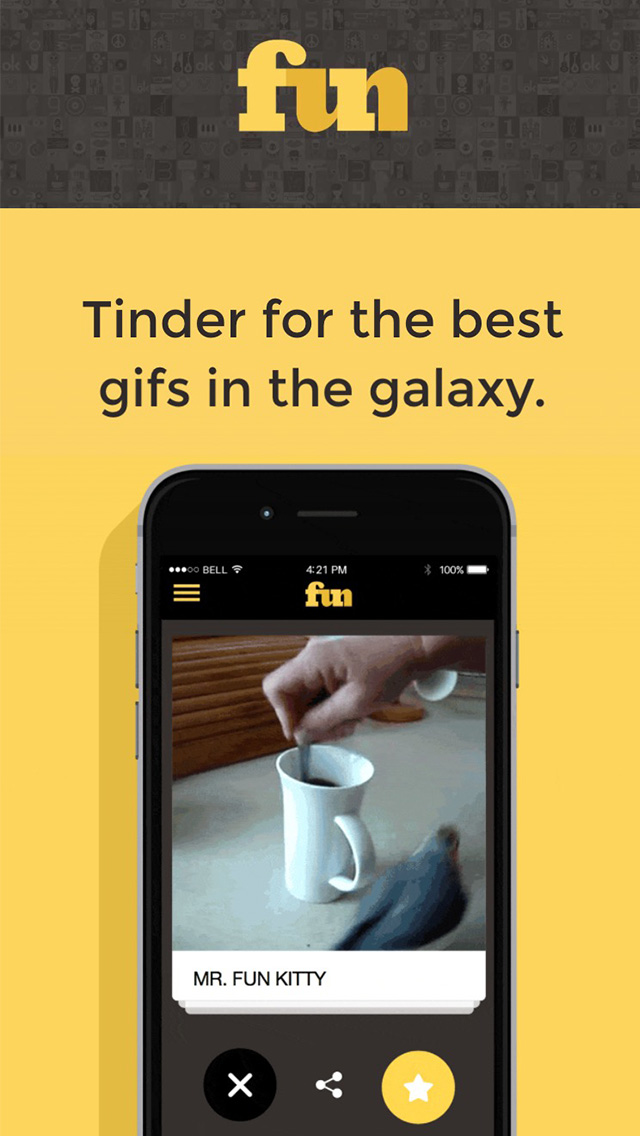 fun
Tinder for the best
gifs in the galaxy.
BELL 4:21 PM 100%
fun
MR. FUN KITTY